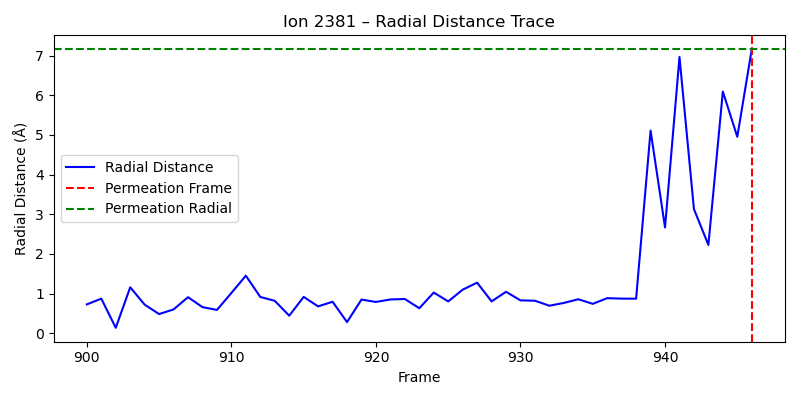 Ion 2381 – Radial Distance Trace
7
6
5
4
3
2
1
0
Radial Distance (Å)
Radial Distance
Permeation Frame
Permeation Radial
900 910 920 930 940
Frame